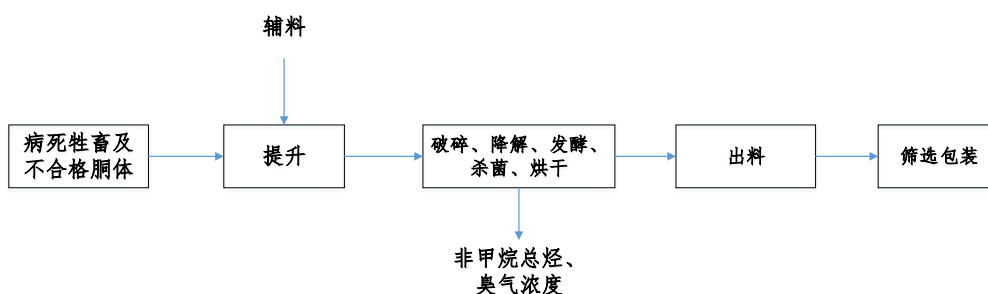 辅料
病死牲畜及
不合格胴体
提升
破碎、降解、发酵、
杀菌、烘干
出料
筛选包装
非甲烷总烃、
臭气浓度